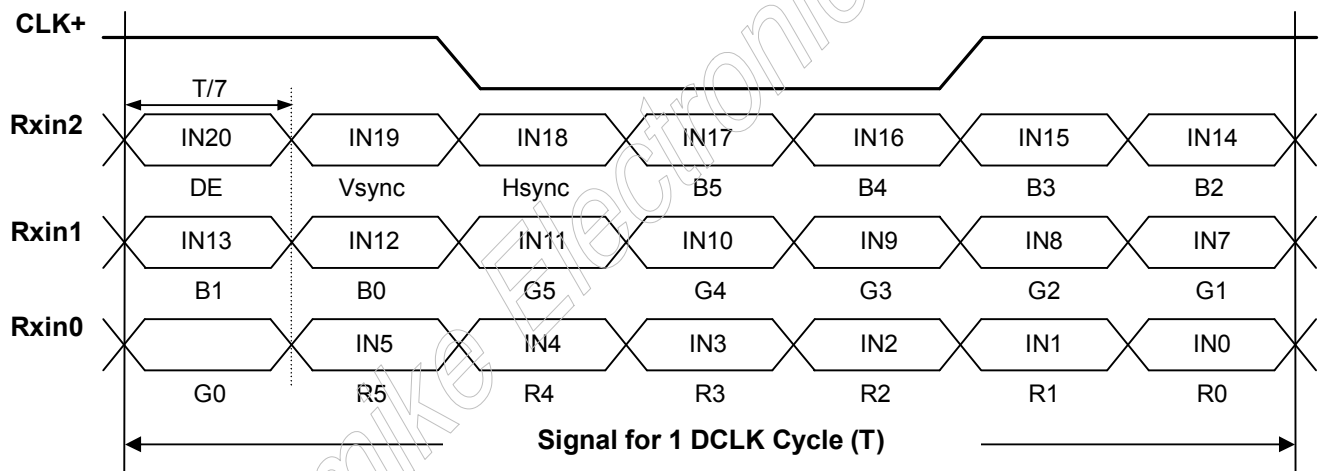 CLK+
T/7
Rxin2 IN20 IN19 IN18 IN17 IN16 IN15 IN14
DE Vsync Hsync B5 B4 B3 B2
Rxin1 IN13 IN12 IN11 IN10 IN9 IN8 IN7
B1 B0 G5 G4 G3 G2 G1
Rxin0 IN5 IN4 IN3 IN2 IN1 IN0
G0 R5 R4 R3 R2 R1 R0
Signal for 1 DCLK Cycle (T)